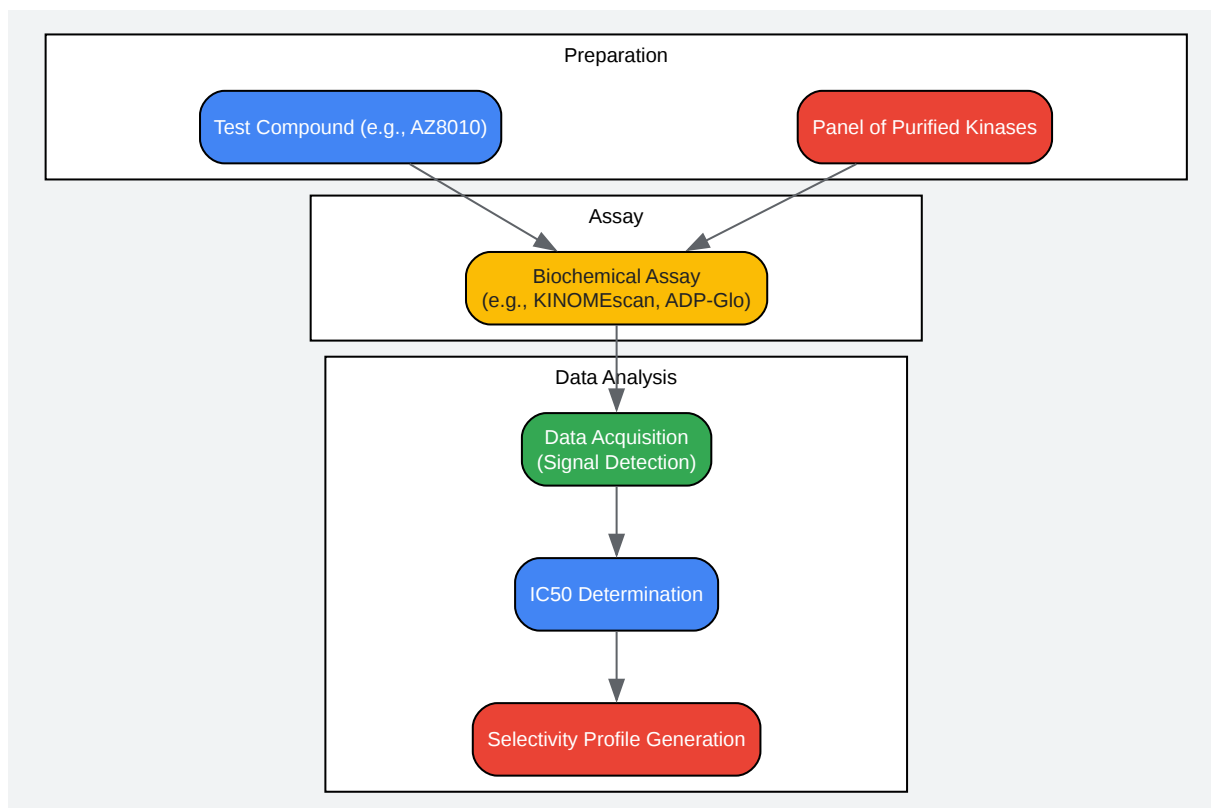 Preparation
Test Compound (e.g., AZ8010)
Panel of Purified Kinases
Assay
Biochemical Assay
(e.g., KINOMEscan, ADP-Glo)
Data Analysis
Data Acquisition
(Signal Detection)
IC50 Determination
Selectivity Profile Generation